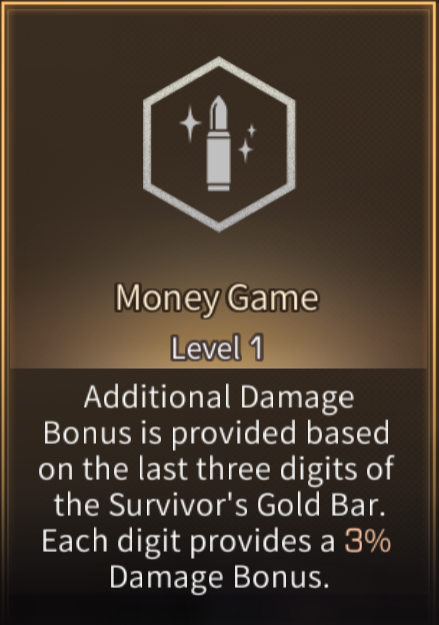 Money Game
Level 1
Additional Damage
Bonus is provided based
on the last three digits of
the Survivor's Gold Bar.
Each digit provides a 3%
Damage Bonus.